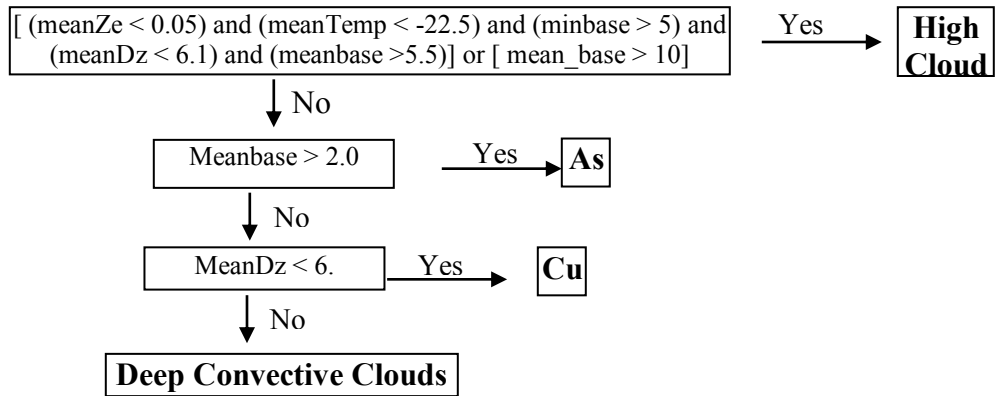 [ (meanZe < 0.05) and (meanTemp < -22.5) and (minbase > 5) and
(meanDz < 6.1) and (meanbase >5.5)] or [ mean_base > 10]
Yes
High
Cloud
No
Meanbase > 2.0
Yes
As
No
MeanDz < 6.
Yes
Cu
No
Deep Convective Clouds